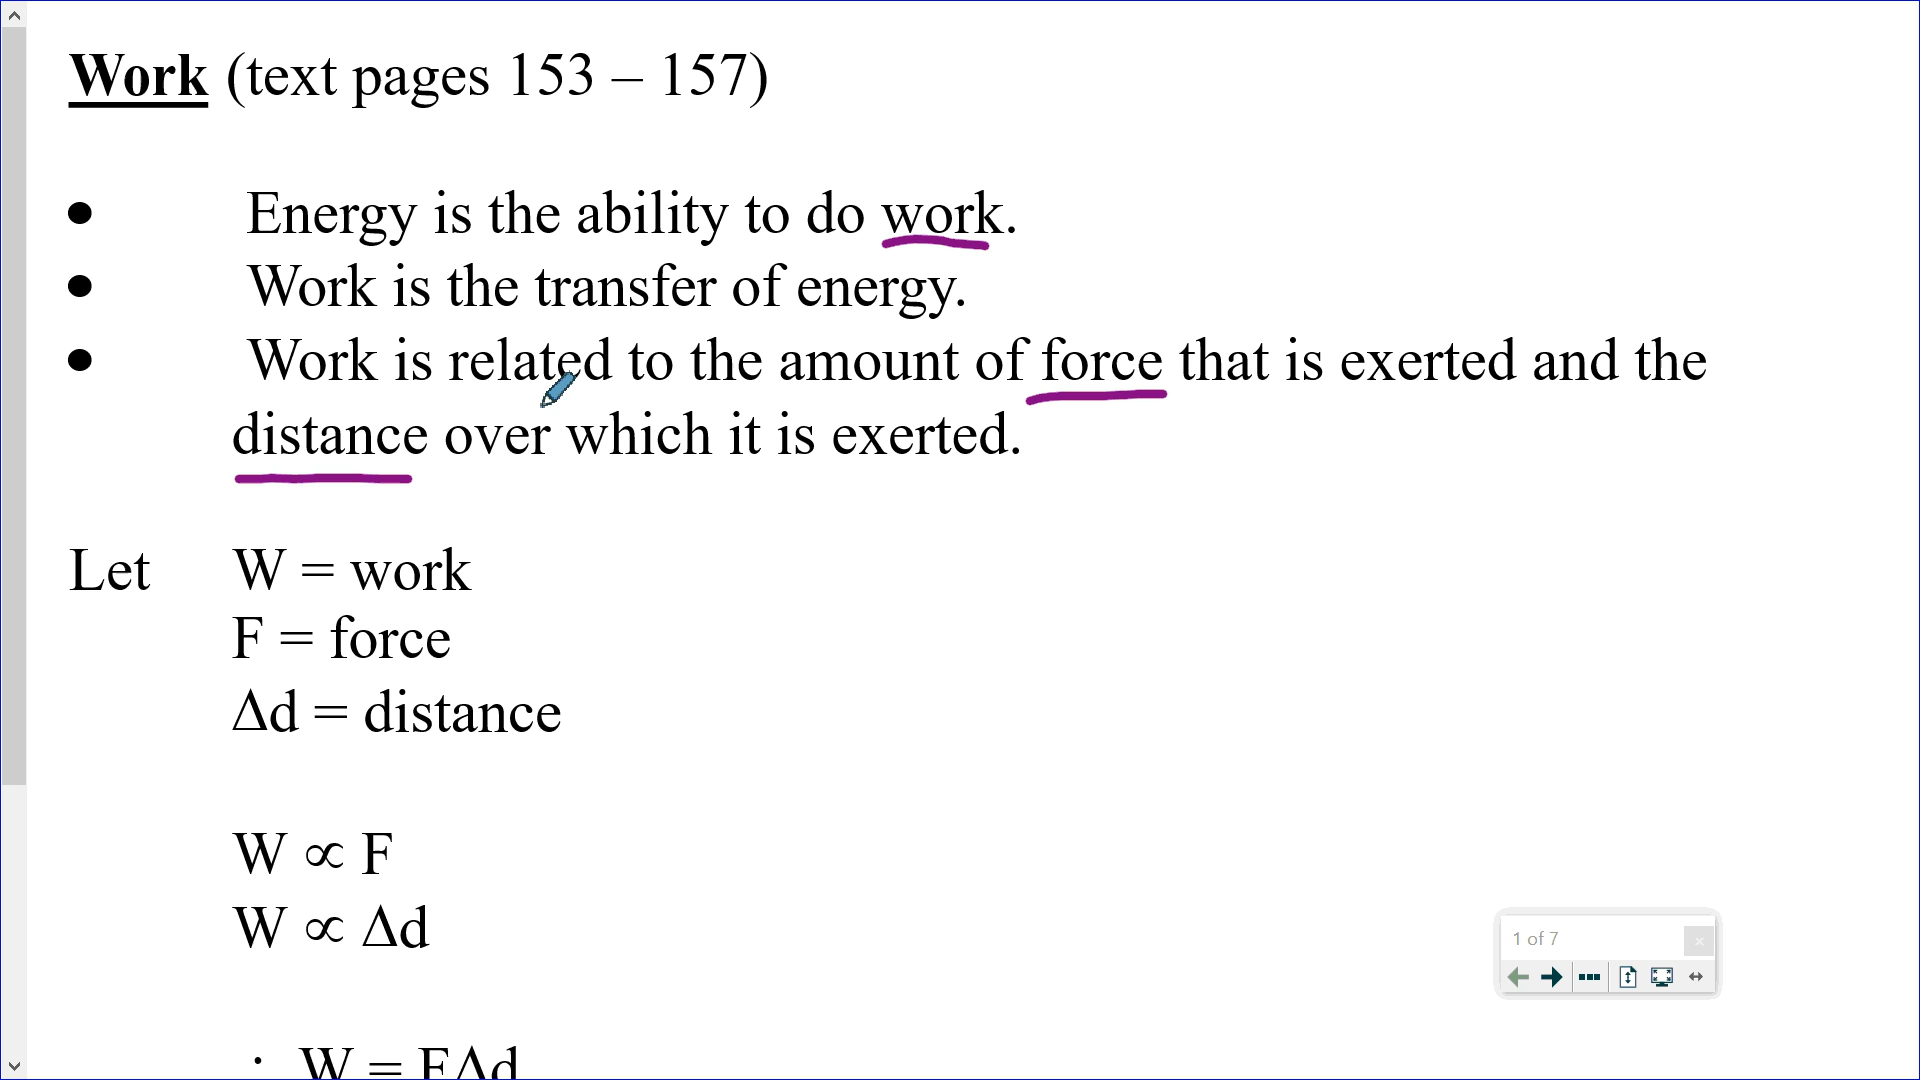 Work (text pages 153 – 157)
• Energy is the ability to do work.
• Work is the transfer of energy.
• Work is related to the amount of force that is exerted and the
distance over which it is exerted.
Let W = work
F = force
Δd = distance
W ∝ F
W ∝ Δd
∴ W = FΔd
1 of 7